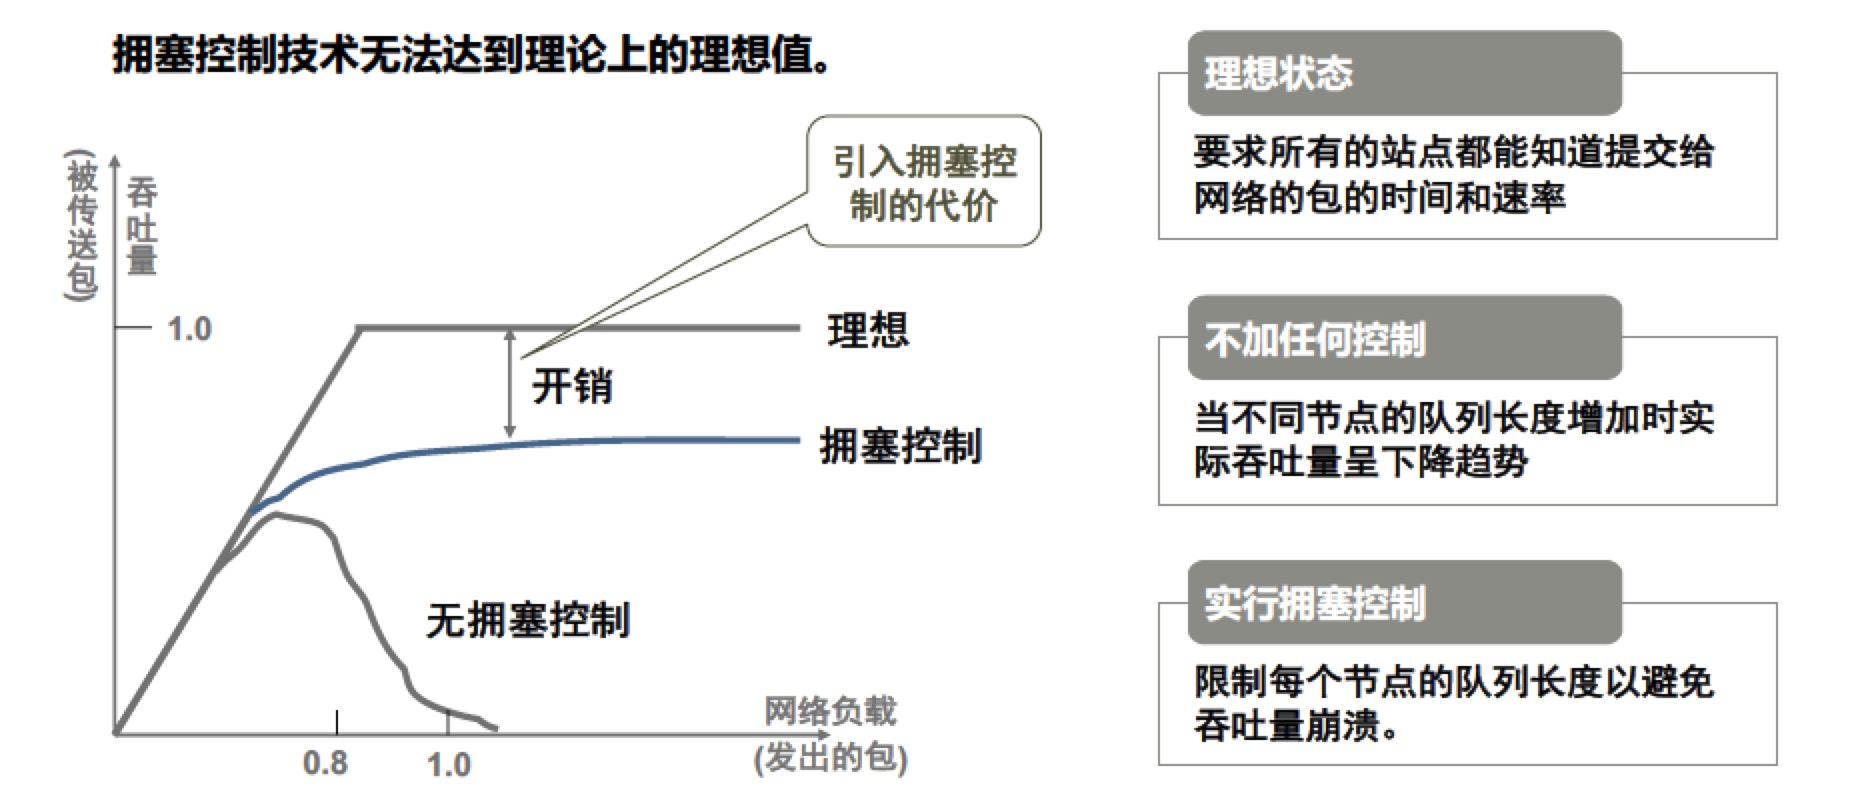 拥塞控制技术无法达到理论上的理想值。
(被传送包)
吞吐量
1.0
引入拥塞控
制的代价
理想
开销
拥塞控制
无拥塞控制
网络负载
(发出的包)
0.8
1.0
理想状态
要求所有的站点都能知道提交给
网络的包的时间和速率
不加任何控制
当不同节点的队列长度增加时实
际吞吐量呈下降趋势
实行拥塞控制
限制每个节点的队列长度以避免
吞吐量崩溃。